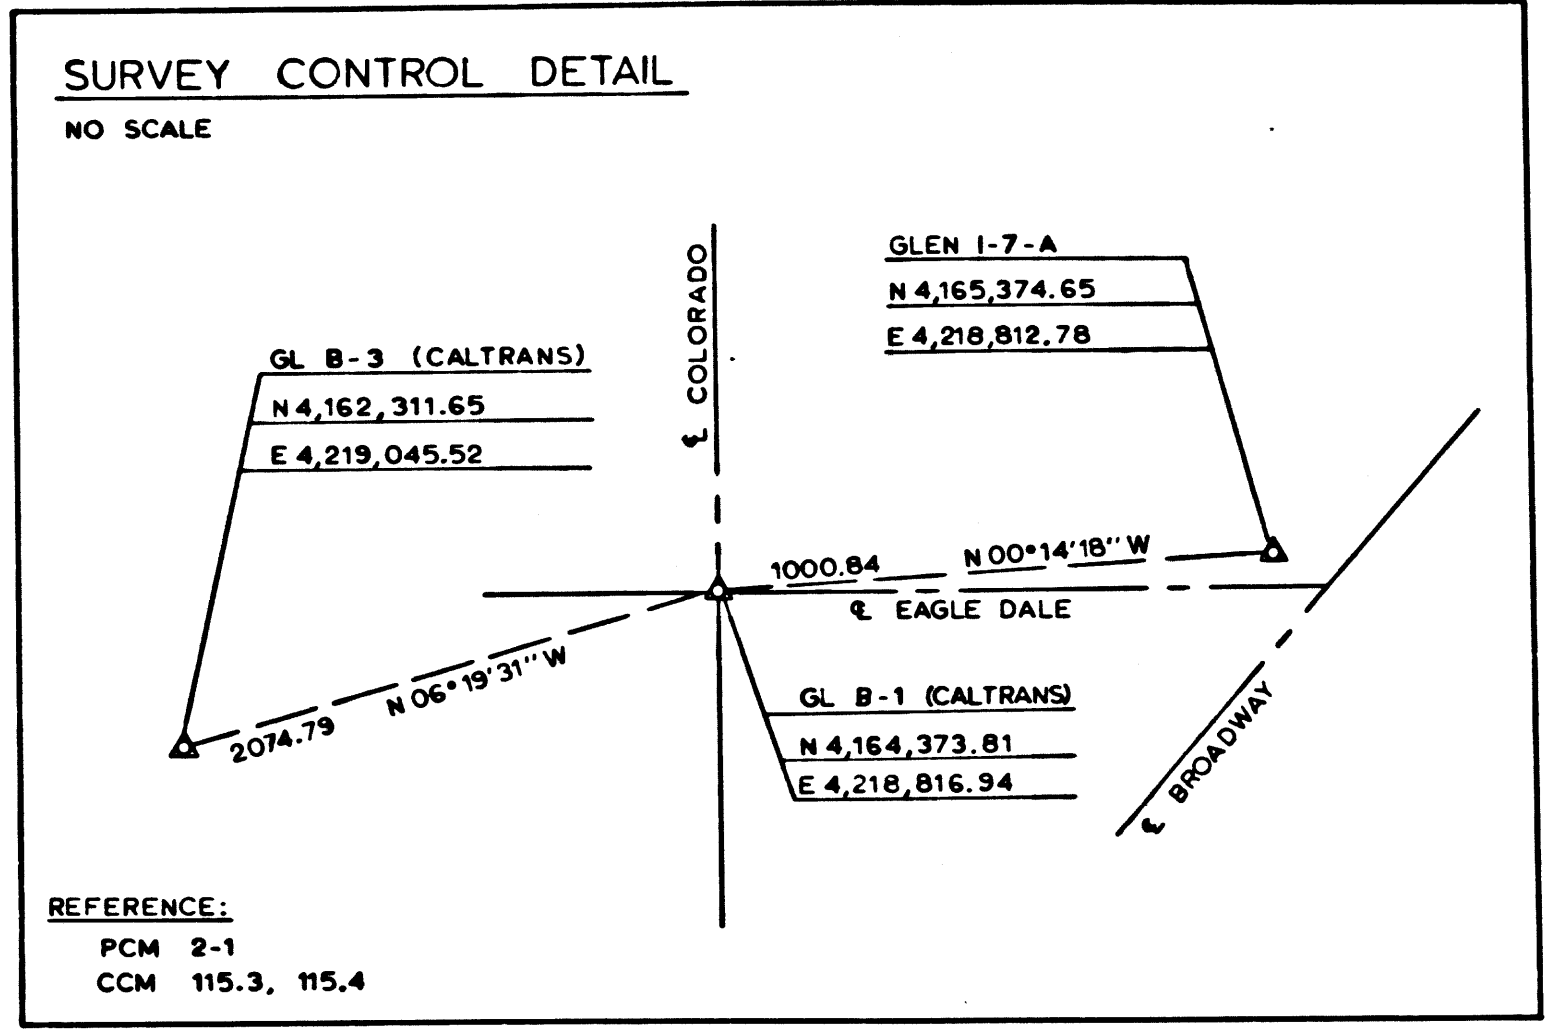 SURVEY CONTROL DETAIL
NO SCALE
GLEN 1-7-A
N 4,165,374.65
E 4,218,812.78
℄ COLORADO
GL B-3 (CALTRANS)
N 4,162,311.65
E 4,219,045.52
1000.84 N 00°14'18" W
℄ EAGLE DALE
2074.79 N 06°19'31" W
GL B-1 (CALTRANS)
N 4,164,373.81
E 4,218,816.94
℄ BROADWAY
REFERENCE:
PCM 2-1
CCM 115.3, 115.4